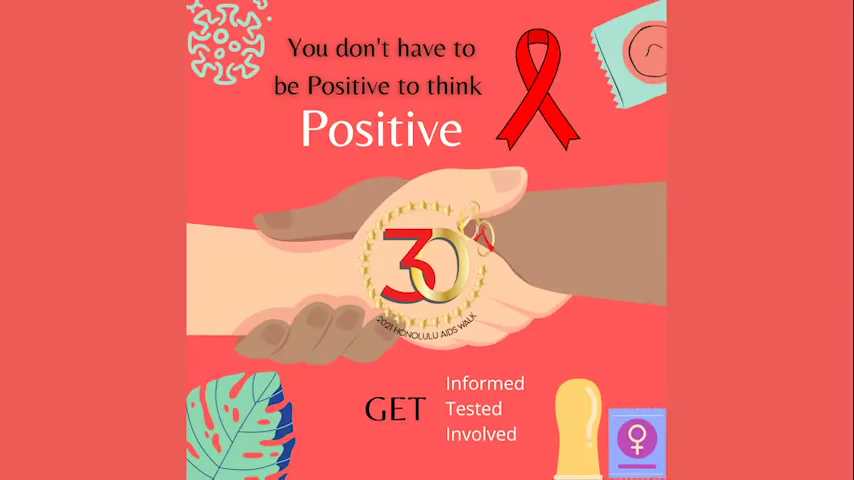 You don't have to
be Positive to think
Positive
30
2021 HONOLULU AIDS WALK
GET
Informed
Tested
Involved